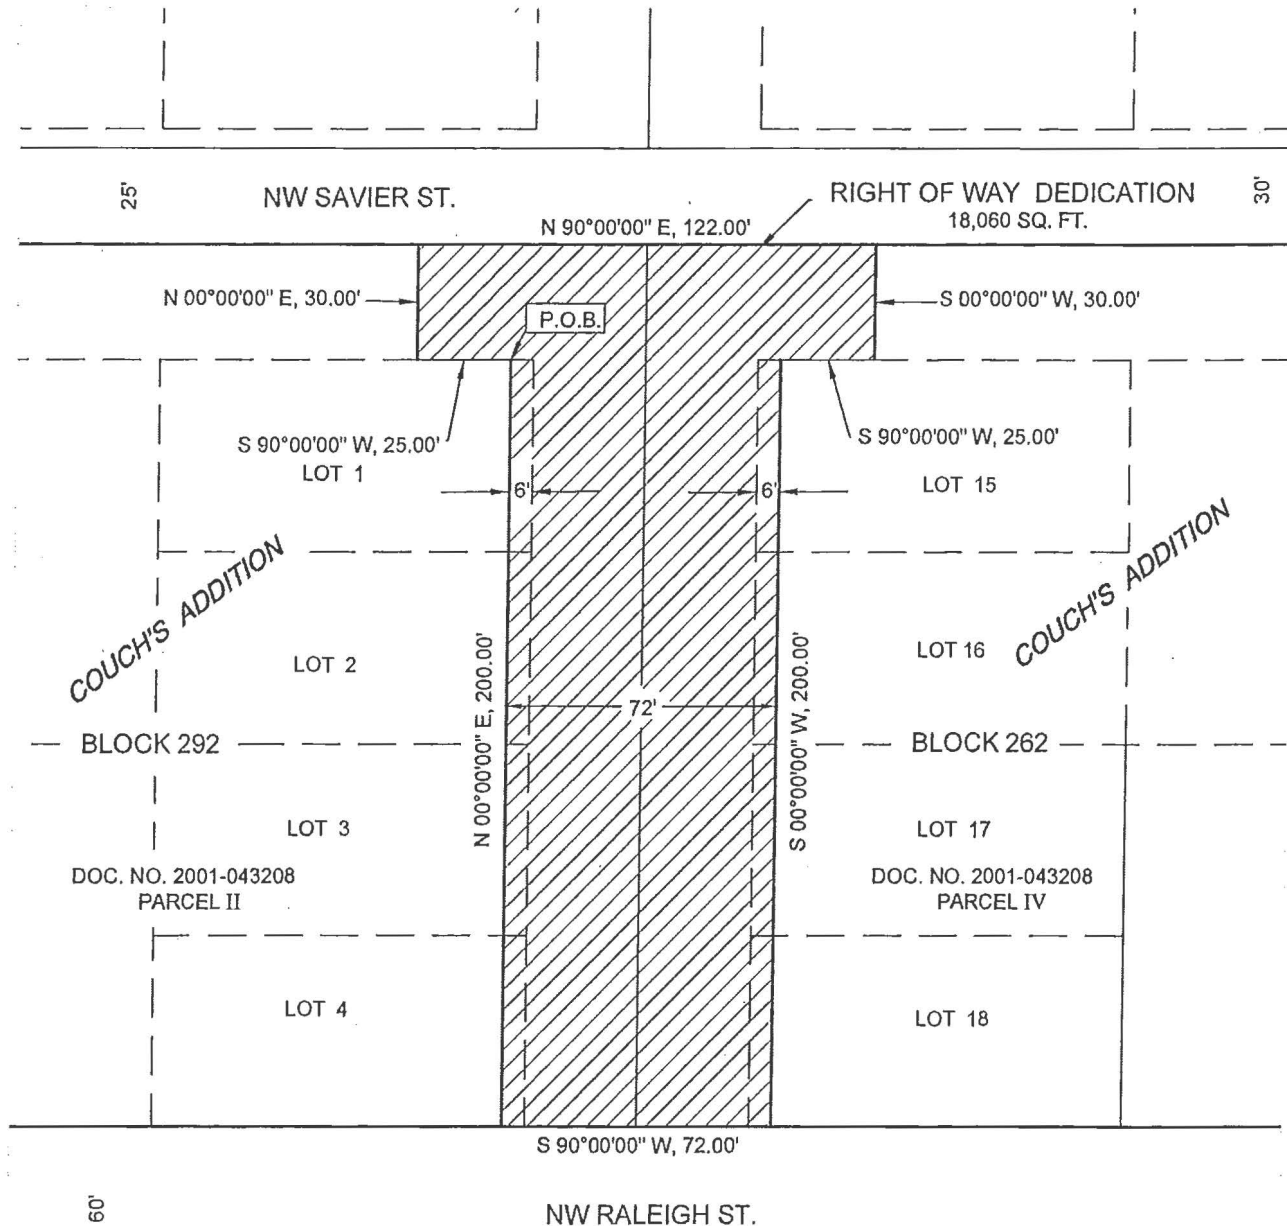 25'
NW SAVIER ST.
RIGHT OF WAY DEDICATION
18,060 SQ. FT.
30'
N 90°00'00" E, 122.00'
N 00°00'00" E, 30.00'
S 00°00'00" W, 30.00'
P.O.B.
S 90°00'00" W, 25.00'
S 90°00'00" W, 25.00'
LOT 1
6'
6'
LOT 15
COUCH'S ADDITION
COUCH'S ADDITION
LOT 2
LOT 16
N 00°00'00" E, 200.00'
72'
S 00°00'00" W, 200.00'
BLOCK 292
BLOCK 262
LOT 3
LOT 17
DOC. NO. 2001-043208
PARCEL II
DOC. NO. 2001-043208
PARCEL IV
LOT 4
LOT 18
S 90°00'00" W, 72.00'
60'
NW RALEIGH ST.